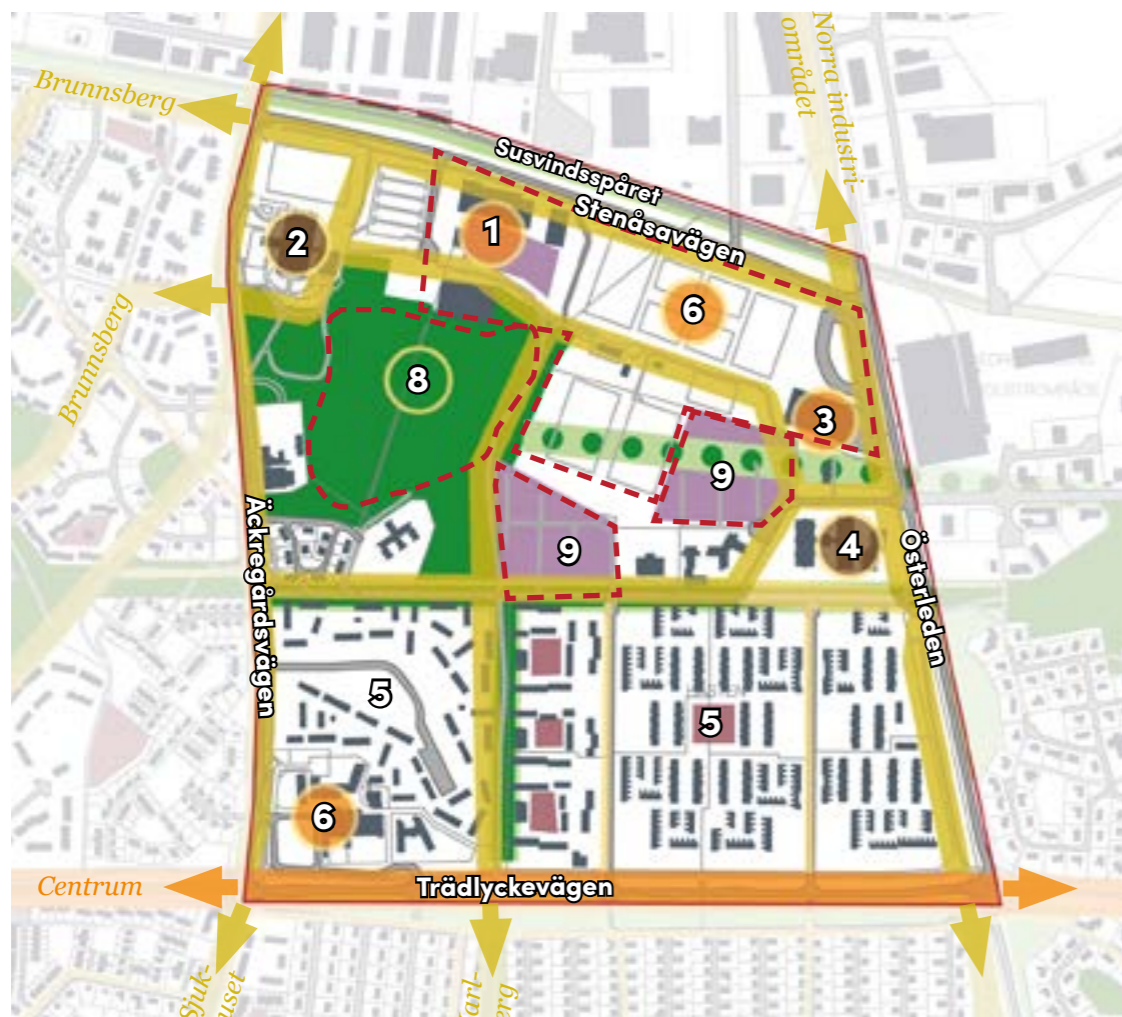 Norra industri-
området
Brunnsberg
Susvindsspåret
Stenåsavägen
1
2
6
Brunnsberg
8
3
9
9
4
Österleden
Äckregårdsvägen
5
5
6
Centrum
Trädlyckevägen
Sjuk-